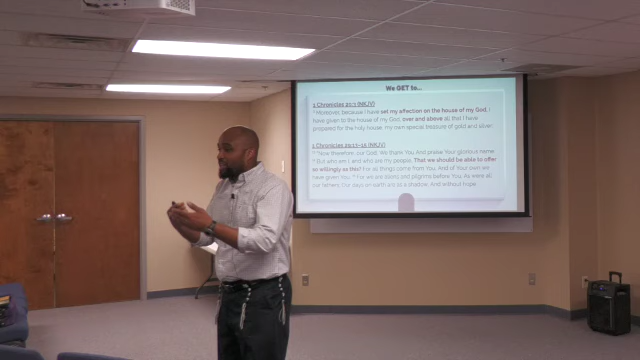 We GET to...
1 Chronicles 29:3 (NKJV)
Moreover, because I have set my affection on the house of my God, I
have given to the house of my God, over and above all that I have
prepared for the holy house, my own special treasure of gold and silver:
1 Chronicles 29:13-16 (NKJV)
Now therefore, our God, We thank You And praise Your glorious name
But who am I, and who are my people, That we should be able to offer
so willingly as this? For all things come from You, And of Your own we
have given You. For we are aliens and pilgrims before You, As were all
our fathers; Our days on earth are as a shadow, And without hope.